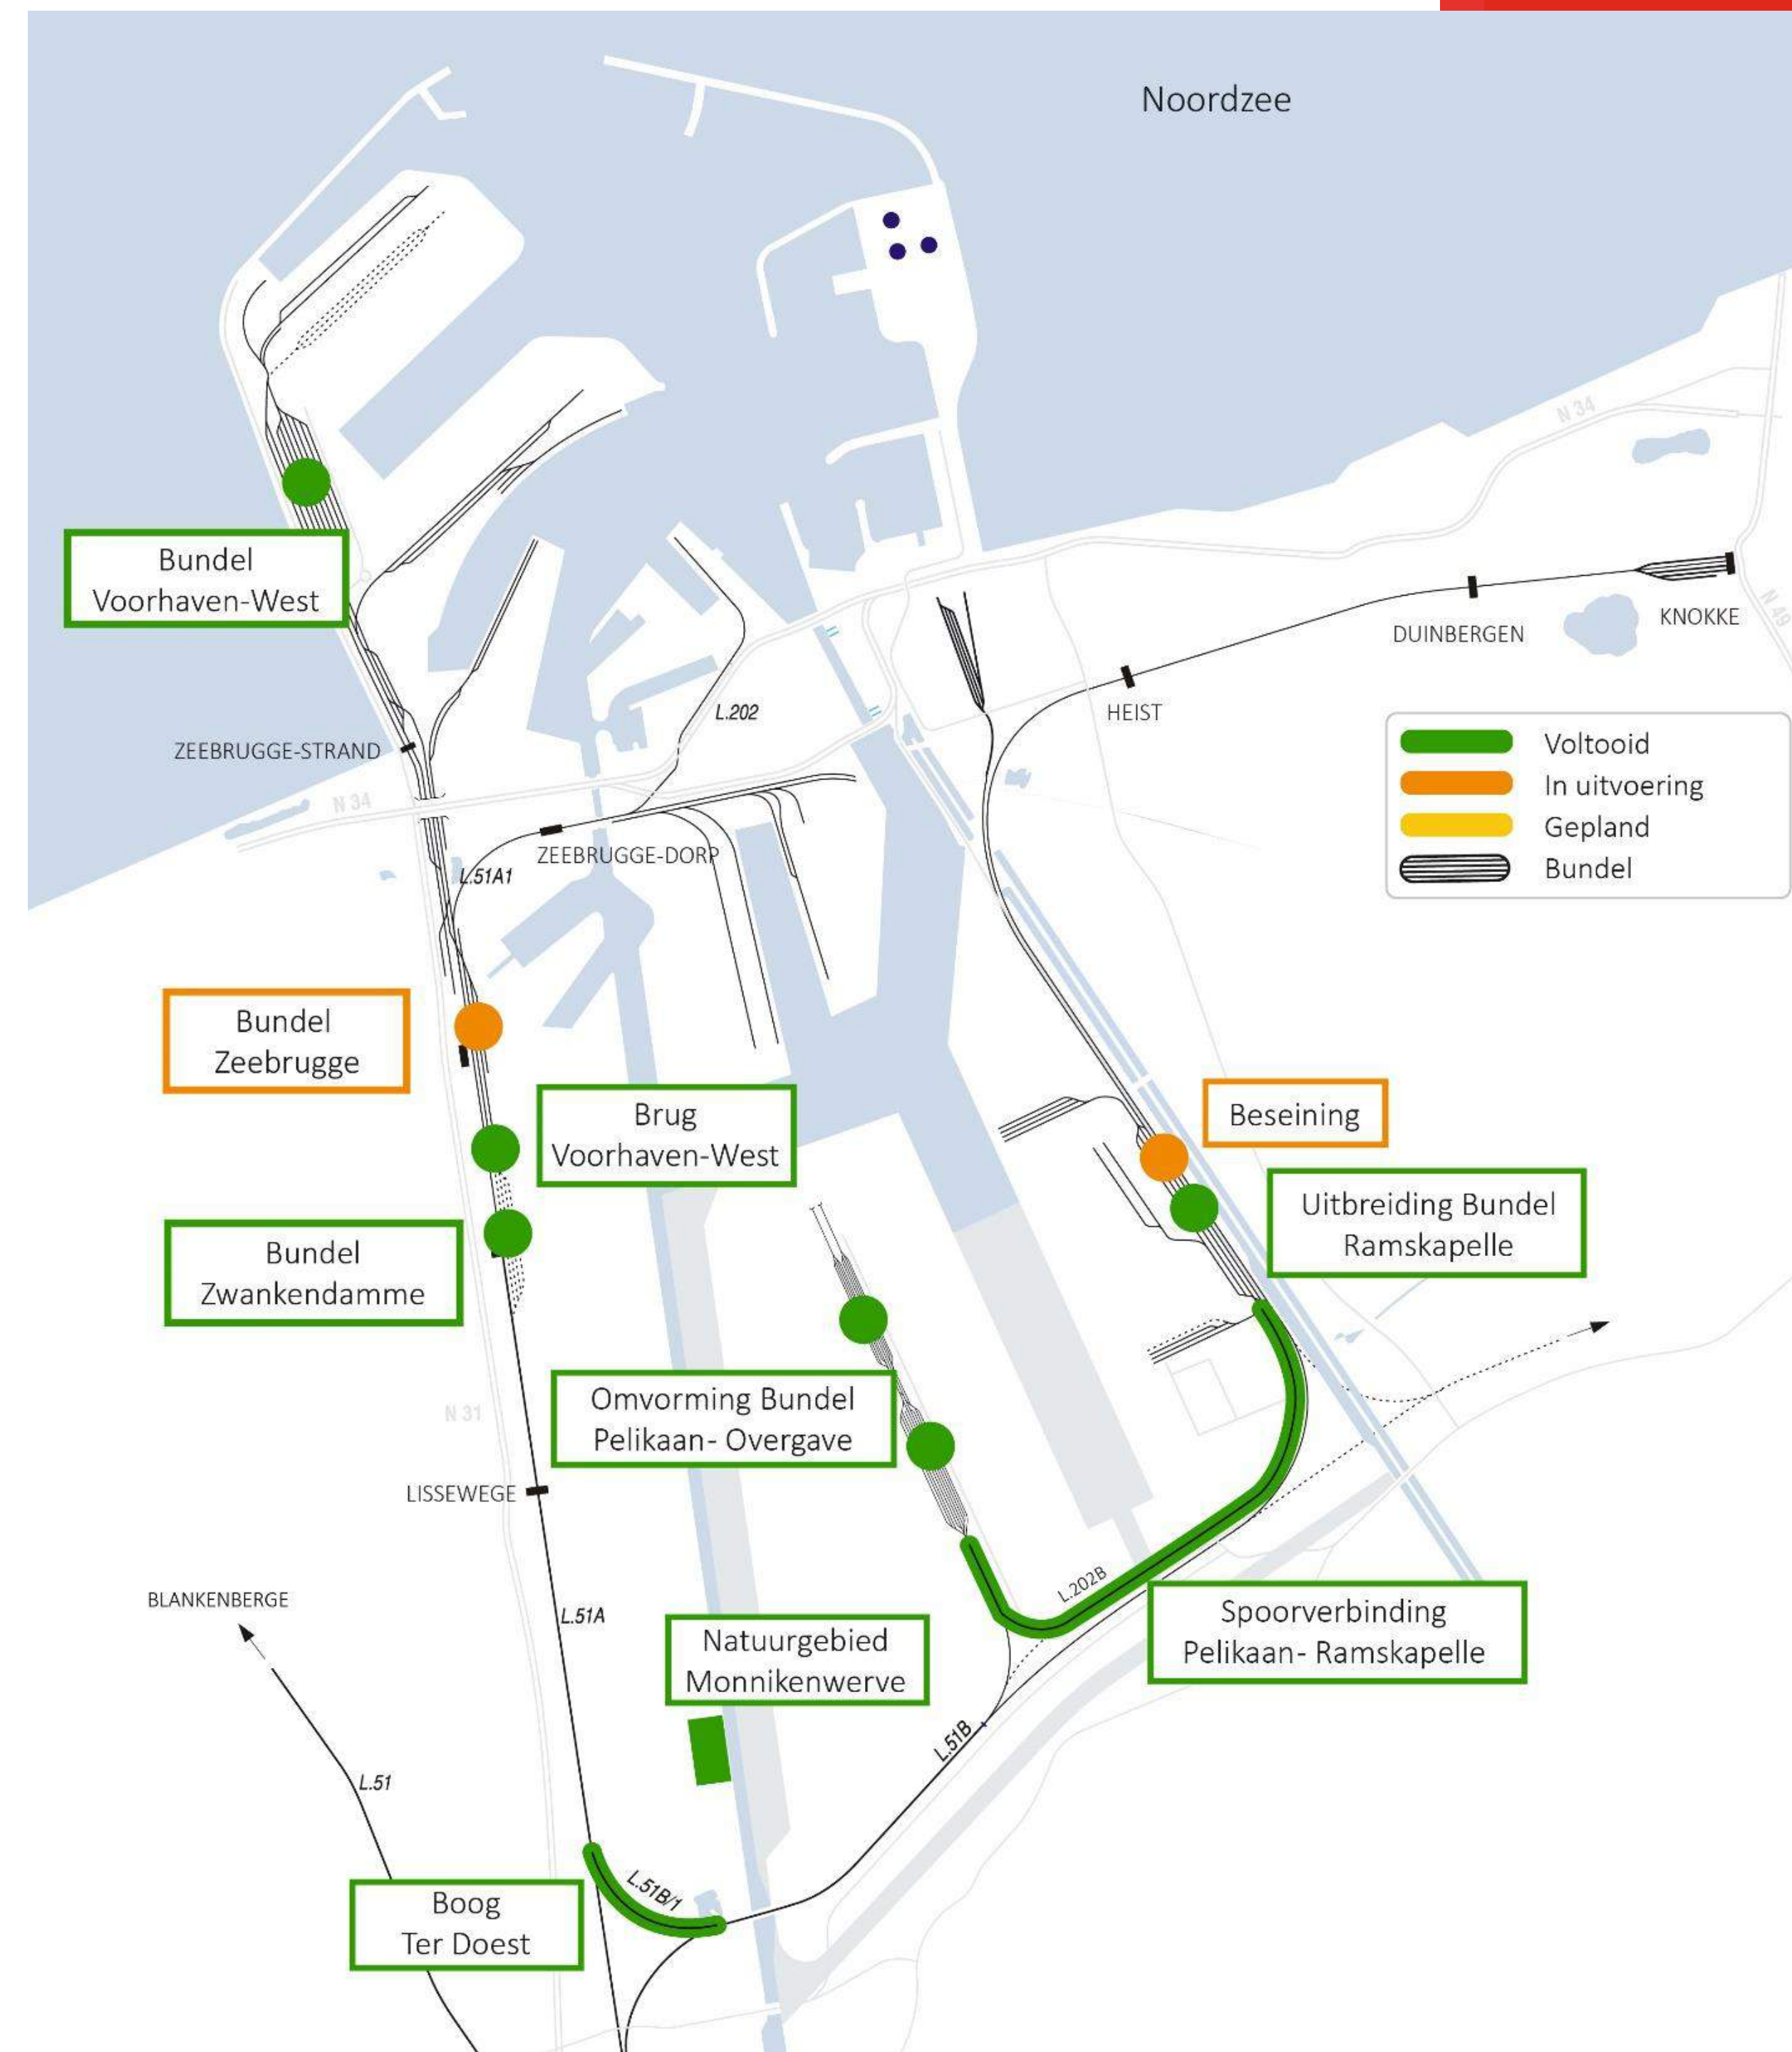 Noordzee
N 34
Bundel
Voorhaven-West
N 49
KNOKKE
DUINBERGEN
HEIST
L.202
ZEEBRUGGE-STRAND
Voltooid
In uitvoering
Gepland
Bundel
N 34
ZEEBRUGGE-DORP
L.51A1
Bundel
Zeebrugge
Brug
Voorhaven-West
Beseining
Uitbreiding Bundel
Ramskapelle
Bundel
Zwankendamme
Omvorming Bundel
Pelikaan- Overgave
N 31
LISSEWEGE
L.202B
BLANKENBERGE
L.51A
Spoorverbinding
Pelikaan- Ramskapelle
Natuurgebied
Monnikenwerve
L.51B
L.51
L.51B/1
Boog
Ter Doest